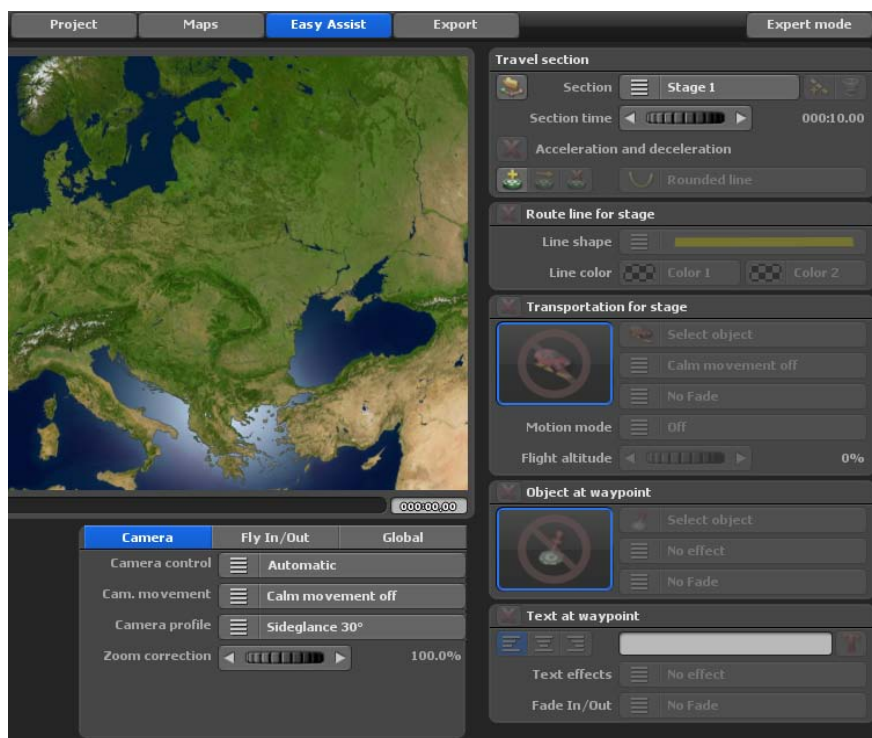 Project Maps Easy Assist Export Expert mode
Travel section
Section Stage 1
Section time 000:10.00
Acceleration and deceleration
Rounded line
Route line for stage
Line shape
Line color Color 1 Color 2
Transportation for stage
Select object
Calm movement off
No Fade
Motion mode Off
Flight altitude 0%
000:00,00
Object at waypoint
Select object
No effect
No Fade
Camera Fly In/Out Global
Camera control Automatic
Cam. movement Calm movement off
Camera profile Sideglance 30°
Zoom correction 100.0%
Text at waypoint
Text effects No effect
Fade In/Out No Fade